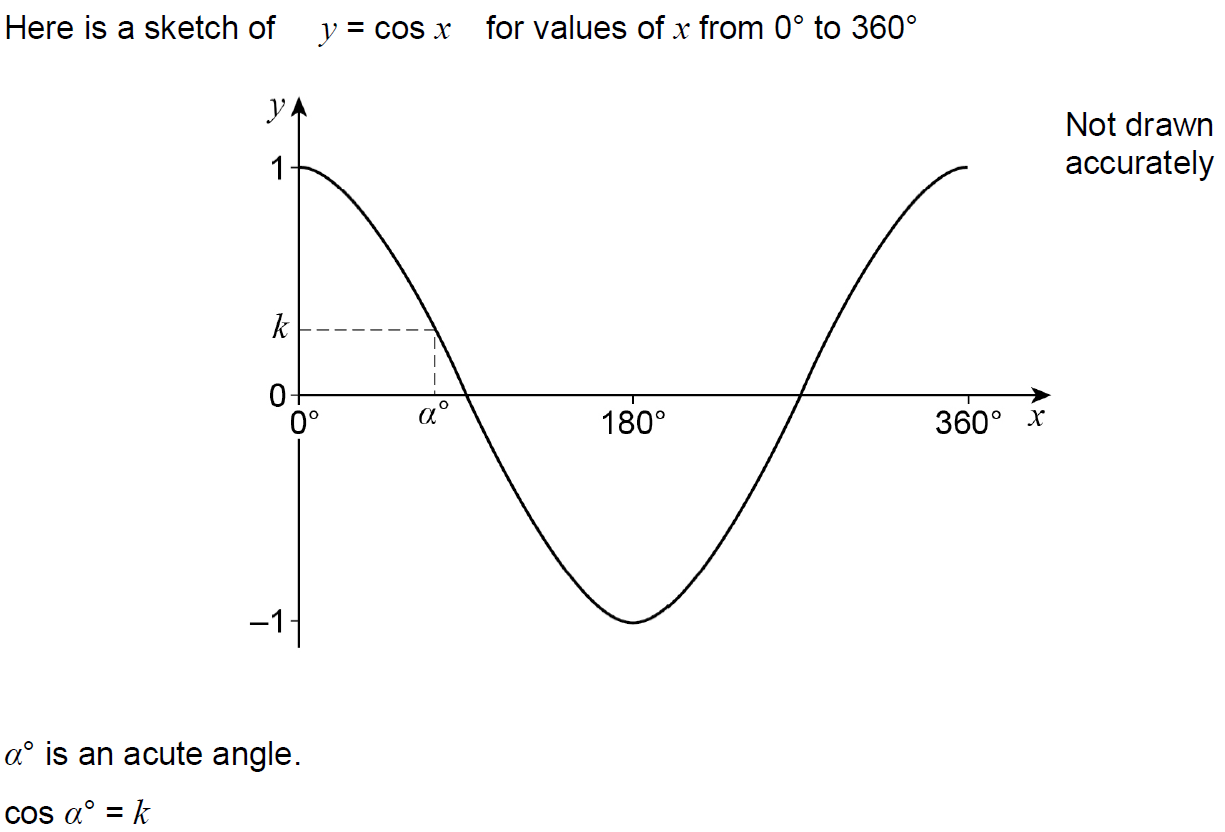 Here is a sketch of y = cos x for values of x from 0° to 360°
y
Not drawn
accurately
1
k
0
0°
α°
180°
360°
x
–1
α° is an acute angle.
cos α° = k